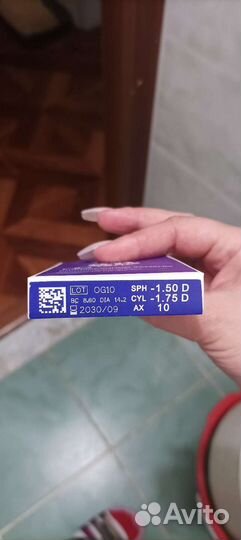 LOT OG10 SPH -1.50 D
BC 8.60 DIA 14.2 CYL -1.75 D
2030/09 AX 10
Avito